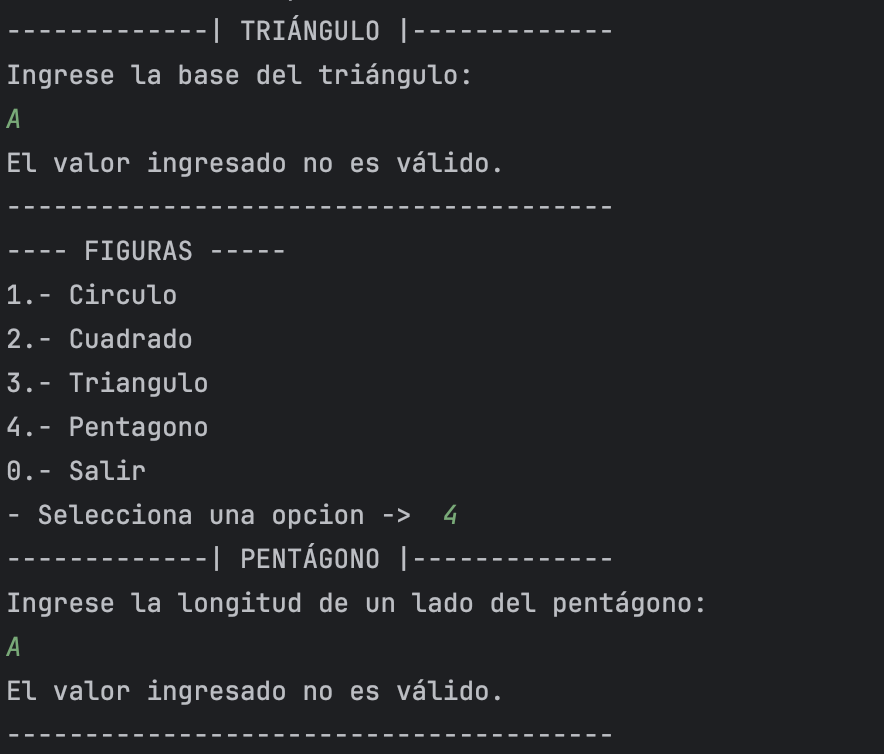 -------------| TRIÁNGULO |-------------
Ingrese la base del triángulo:
A
El valor ingresado no es válido.
---------------------------------------
---- FIGURAS -----
1.- Circulo
2.- Cuadrado
3.- Triangulo
4.- Pentagono
0.- Salir
- Selecciona una opcion ->  4
-------------| PENTÁGONO |-------------
Ingrese la longitud de un lado del pentágono:
A
El valor ingresado no es válido.
---------------------------------------